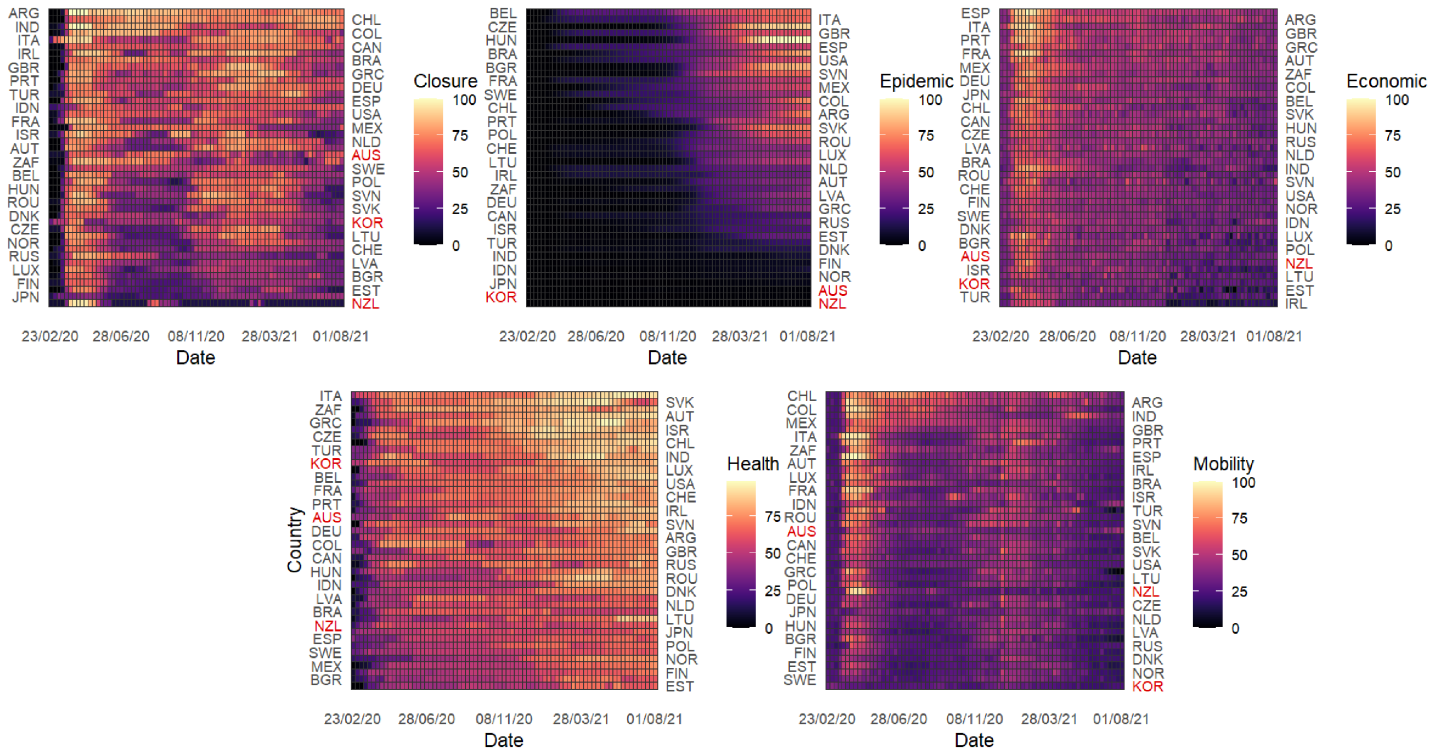 ARG
IND
ITA
IRL
GBR
PRT
TUR
IDN
FRA
ISR
AUT
ZAF
BEL
HUN
ROU
DNK
CZE
NOR
RUS
LUX
FIN
JPN
CHL
COL
CAN
BRA
GRC
DEU
ESP
USA
MEX
NLD
AUS
SWE
POL
SVN
SVK
KOR
LTU
CHE
LVA
BGR
EST
NZL
Closure
100
75
50
25
0
23/02/20 28/06/20 08/11/20 28/03/21 01/08/21
Date
BEL
CZE
HUN
BRA
BGR
FRA
SWE
CHL
PRT
POL
CHE
LTU
IRL
ZAF
DEU
CAN
ISR
TUR
IND
IDN
JPN
KOR
ITA
GBR
ESP
USA
SVN
MEX
COL
ARG
SVK
ROU
LUX
NLD
AUT
LVA
GRC
RUS
EST
DNK
FIN
NOR
AUS
NZL
Epidemic
100
75
50
25
0
23/02/20 28/06/20 08/11/20 28/03/21 01/08/21
Date
ESP
ITA
PRT
FRA
MEX
DEU
JPN
CHL
CAN
CZE
LVA
BRA
ROU
CHE
FIN
SWE
DNK
BGR
AUS
ISR
KOR
TUR
ARG
GBR
GRC
AUT
ZAF
COL
BEL
SVK
HUN
RUS
NLD
IND
SVN
USA
NOR
IDN
LUX
POL
NZL
LTU
EST
IRL
Economic
100
75
50
25
0
23/02/20 28/06/20 08/11/20 28/03/21 01/08/21
Date
Country
ITA
ZAF
GRC
CZE
TUR
KOR
BEL
FRA
PRT
AUS
DEU
COL
CAN
HUN
IDN
LVA
BRA
NZL
ESP
SWE
MEX
BGR
SVK
AUT
ISR
CHL
IND
LUX
USA
CHE
IRL
SVN
ARG
GBR
RUS
ROU
DNK
NLD
LTU
JPN
POL
NOR
FIN
EST
Health
75
50
25
0
23/02/20 28/06/20 08/11/20 28/03/21 01/08/21
Date
CHL
COL
MEX
ITA
ZAF
AUT
LUX
FRA
IDN
ROU
AUS
CAN
CHE
GRC
POL
DEU
JPN
HUN
BGR
FIN
EST
SWE
ARG
IND
GBR
PRT
ESP
IRL
BRA
ISR
TUR
SVN
BEL
SVK
USA
LTU
NZL
CZE
NLD
LVA
RUS
DNK
NOR
KOR
Mobility
100
75
50
25
0
23/02/20 28/06/20 08/11/20 28/03/21 01/08/21
Date